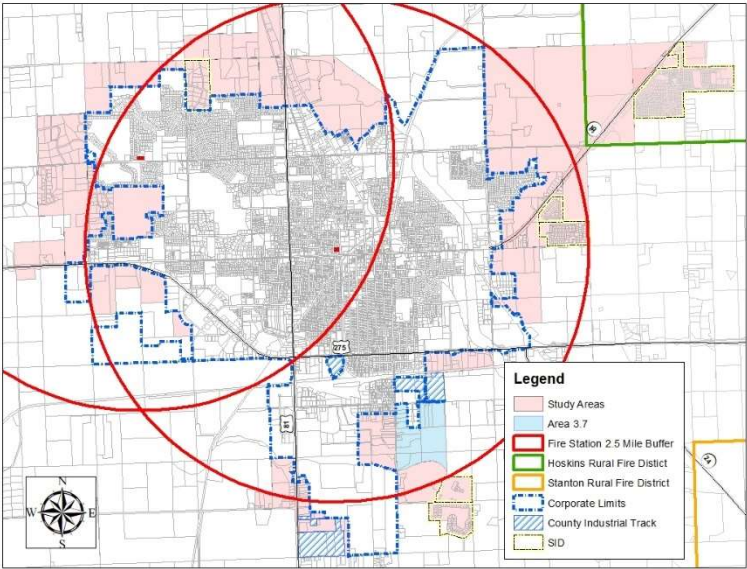 35
275
81
24
N
W
E
S
Legend
Study Areas
Area 3.7
Fire Station 2.5 Mile Buffer
Hoskins Rural Fire Distict
Stanton Rural Fire District
Corporate Limits
County Industrial Track
SID